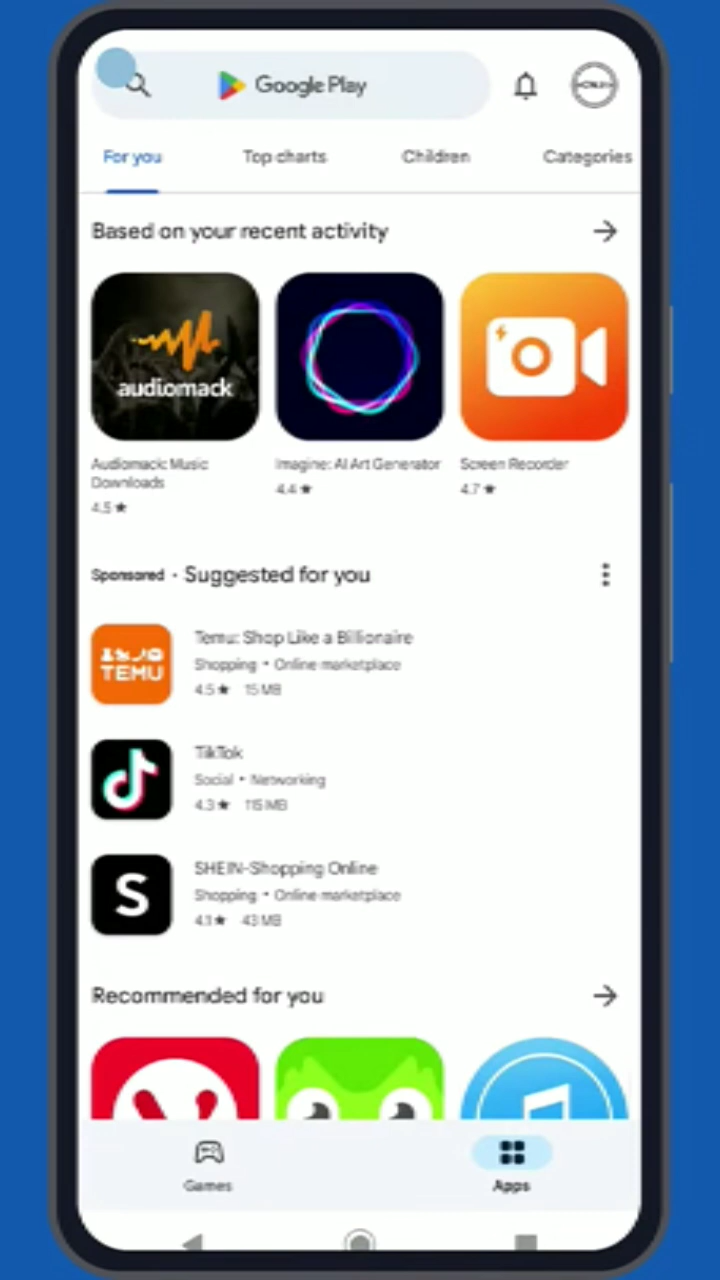 Google Play
For you
Top charts
Children
Categories
Based on your recent activity
audiomack
Audiomack: Music
Downloads
4.5★
Imagine: AI Art Generator
4.4★
Screen Recorder
4.7★
Sponsored · Suggested for you
TEMU
Temu: Shop Like a Billionaire
Shopping • Online marketplace
4.5★ 15 MB
TikTok
Social • Networking
4.3★ 115 MB
S
SHEIN-Shopping Online
Shopping • Online marketplace
4.1★ 43 MB
Recommended for you
Games
Apps